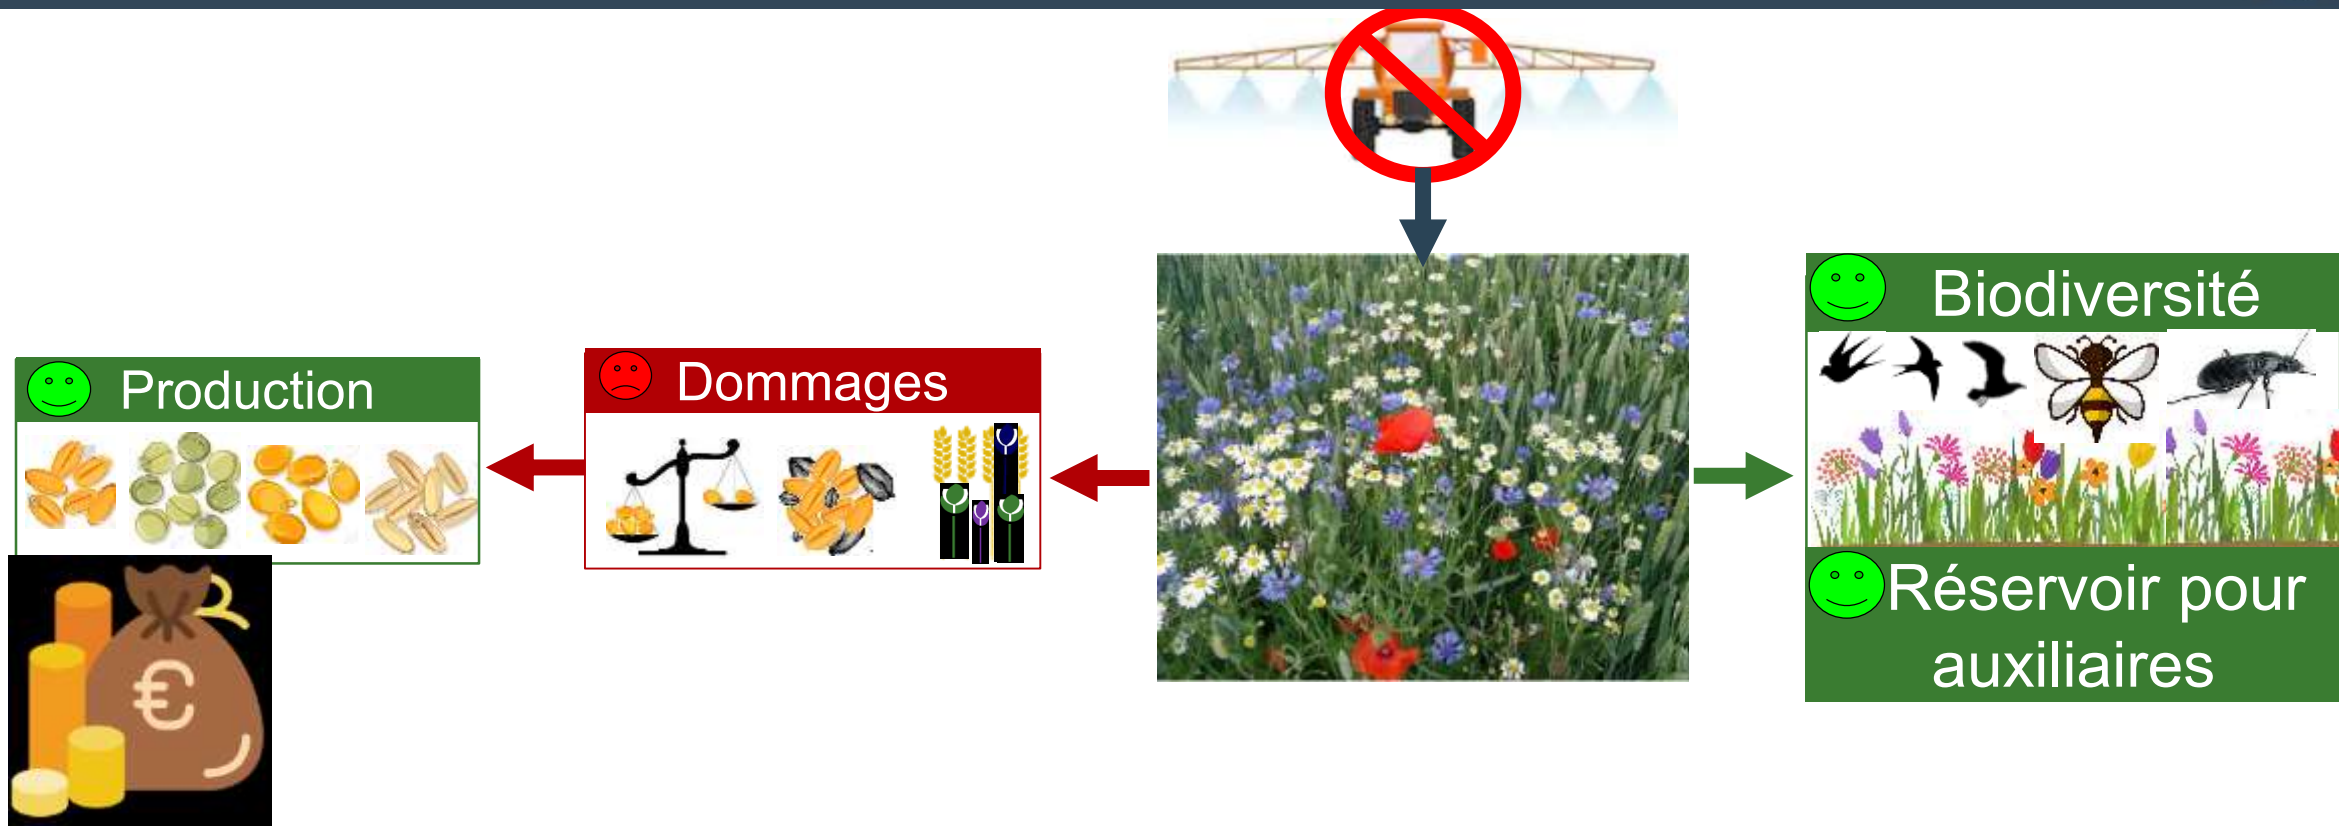 Biodiversité
Production
Dommages
Réservoir pour
auxiliaires
€